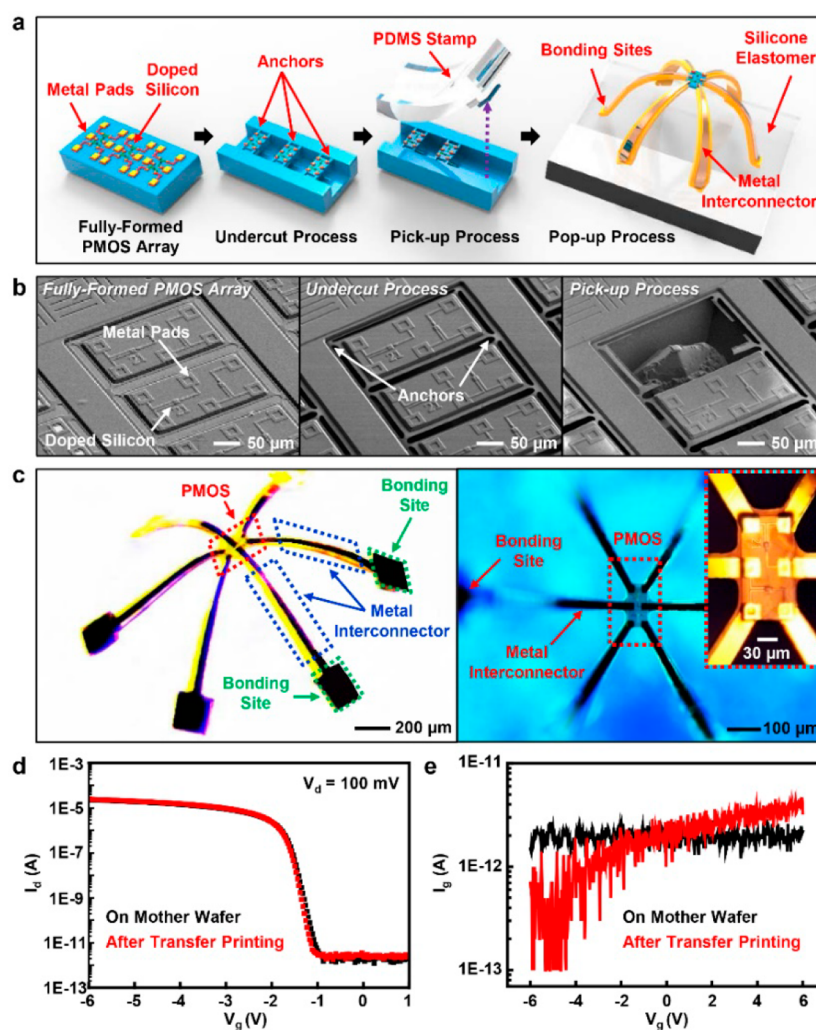 a
Metal Pads
Doped
Silicon
Anchors
PDMS Stamp
Bonding Sites
Silicone
Elastomer
Metal
Interconnector
Fully-Formed
PMOS Array
Undercut Process
Pick-up Process
Pop-up Process
b
Fully-Formed PMOS Array
Metal Pads
Doped Silicon
50 μm
Undercut Process
Anchors
50 μm
Pick-up Process
50 μm
c
PMOS
Bonding
Site
Metal
Interconnector
Bonding
Site
200 μm
Bonding
Site
PMOS
Metal
Interconnector
30 μm
100 μm
d
1E-3
1E-5
1E-7
1E-9
1E-11
1E-13
I_d (A)
V_d = 100 mV
On Mother Wafer
After Transfer Printing
-6 -5 -4 -3 -2 -1 0 1
V_g (V)
e
1E-11
1E-12
1E-13
I_g (A)
On Mother Wafer
After Transfer Printing
-6 -4 -2 0 2 4 6
V_g (V)